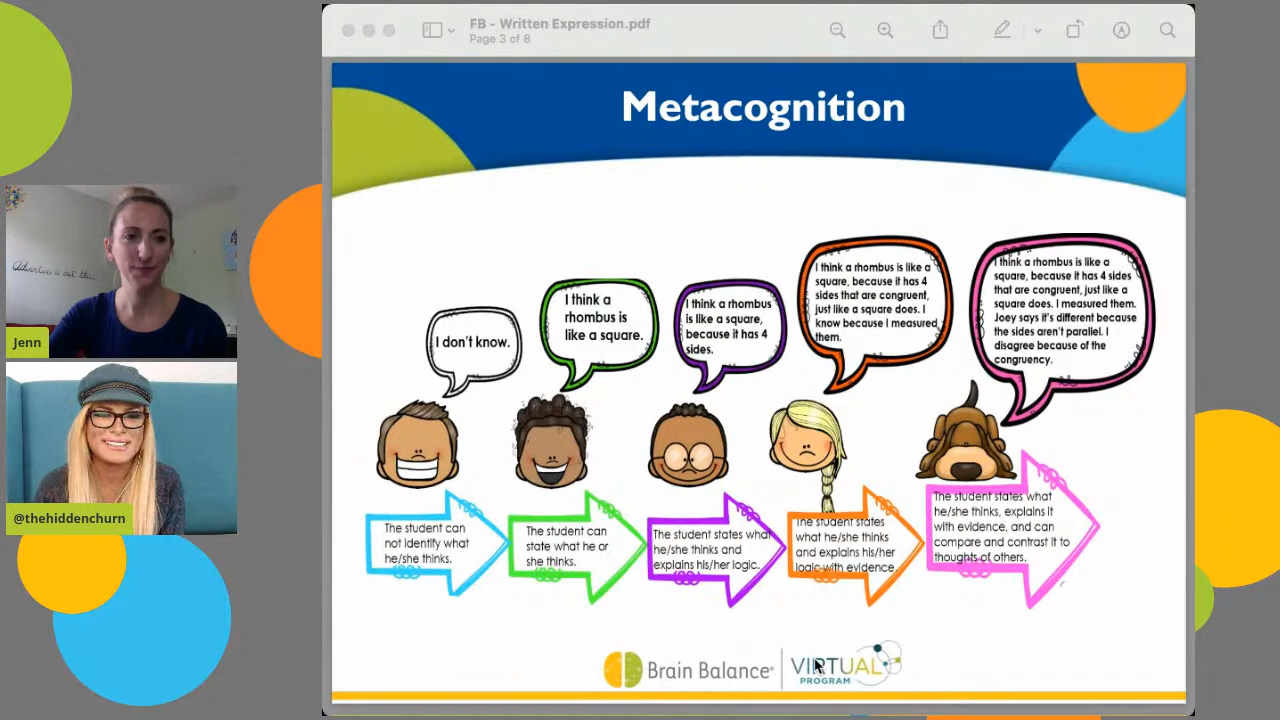 FB - Written Expression.pdf
Page 3 of 8
Metacognition
Adventure is out
Jenn
@thehiddenchurn
I don't know.
I think a
rhombus is
like a square.
I think a rhombus
is like a square,
because it has 4
sides.
I think a rhombus is like a
square, because it has 4
sides that are congruent,
just like a square does. I
know because I measured
them.
I think a rhombus is like a
square, because it has 4 sides
that are congruent, just like a
square does. I measured them.
Joey says it's different because
the sides aren't parallel. I
disagree because of the
congruency.
The student can
not identify what
he/she thinks.
The student can
state what he or
she thinks.
The student states what
he/she thinks and
explains his/her logic.
The student states
what he/she thinks
and explains his/her
logic with evidence.
The student states what
he/she thinks, explains it
with evidence, and can
compare and contrast it to
thoughts of others.
Brain Balance®
VIRTUAL
PROGRAM